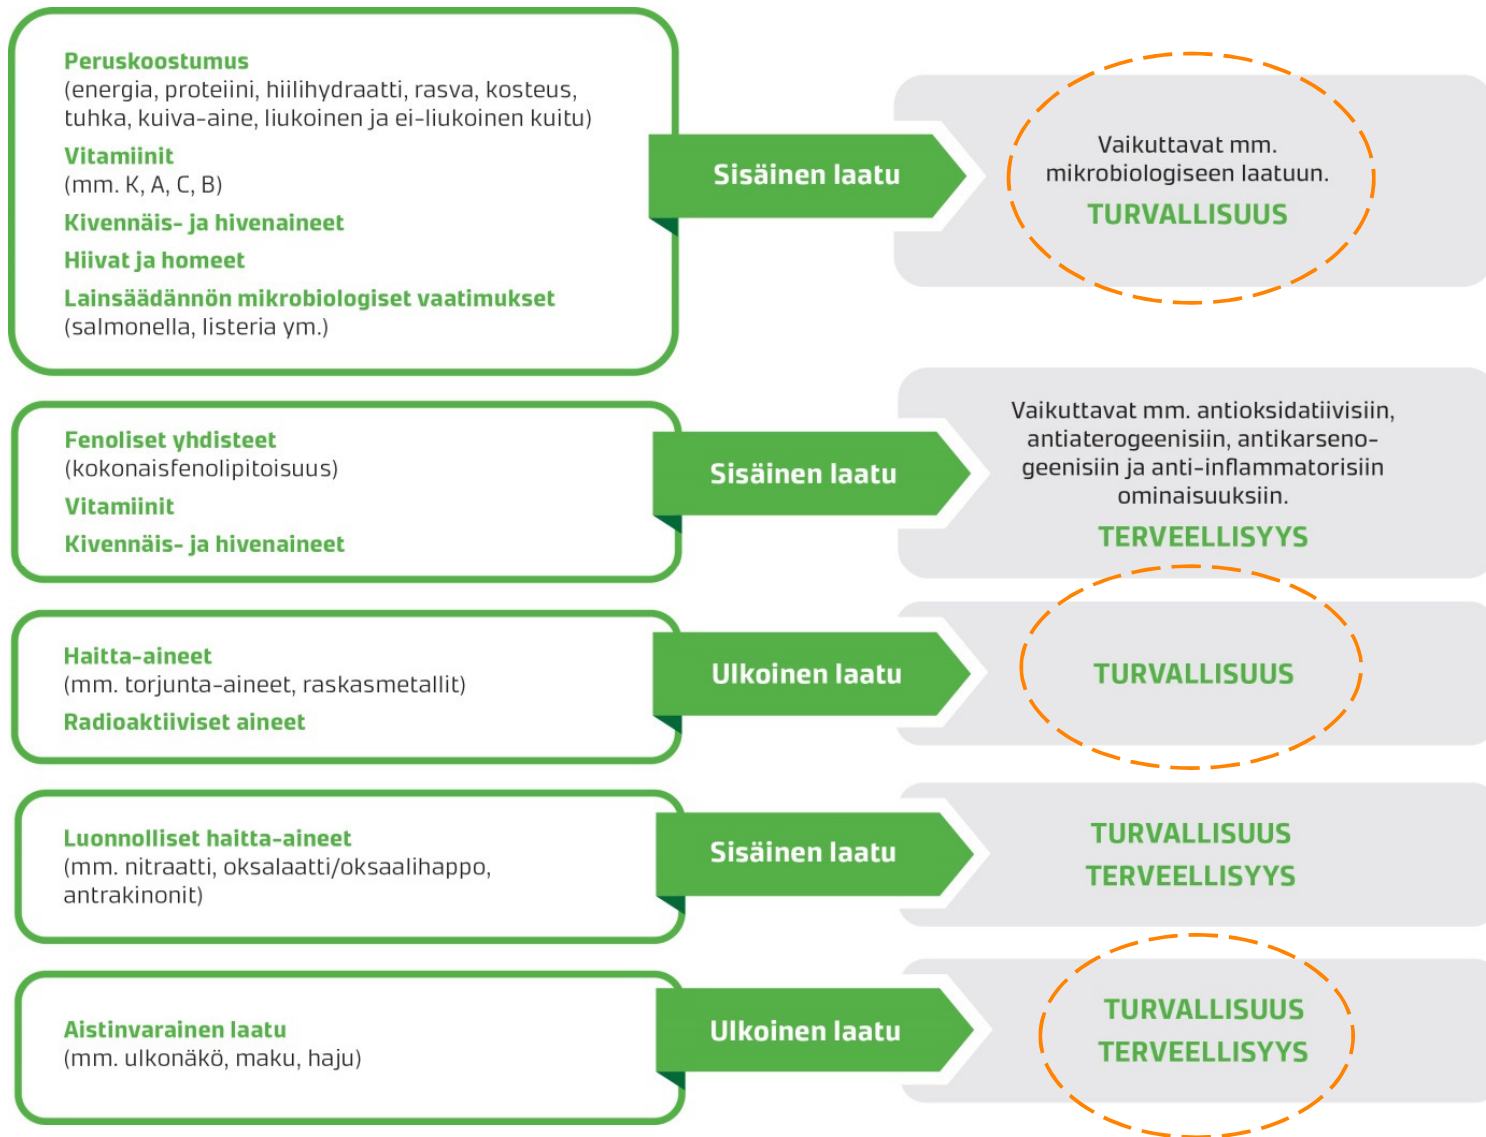 Peruskoostumus
(energia, proteiini, hiilihydraatti, rasva, kosteus,
tuhka, kuiva-aine, liukoinen ja ei-liukoinen kuitu)
Vitamiinit
(mm. K, A, C, B)
Kivennäis- ja hivenaineet
Hiivat ja homeet
Lainsäädännön mikrobiologiset vaatimukset
(salmonella, listeria ym.)
Sisäinen laatu
Vaikuttavat mm.
mikrobiologiseen laatuun.
TURVALLISUUS
Fenoliset yhdisteet
(kokonaisfenolipitoisuus)
Vitamiinit
Kivennäis- ja hivenaineet
Sisäinen laatu
Vaikuttavat mm. antioksidatiivisiin,
antiaterogeenisiin, antikarseno-
geenisiin ja anti-inflammatorisiin
ominaisuuksiin.
TERVEELLISYYS
Haitta-aineet
(mm. torjunta-aineet, raskasmetallit)
Radioaktiiviset aineet
Ulkoinen laatu
TURVALLISUUS
Luonnolliset haitta-aineet
(mm. nitraatti, oksalaatti/oksaalihappo,
antrakinonit)
Sisäinen laatu
TURVALLISUUS
TERVEELLISYYS
Aistinvarainen laatu
(mm. ulkonäkö, maku, haju)
Ulkoinen laatu
TURVALLISUUS
TERVEELLISYYS